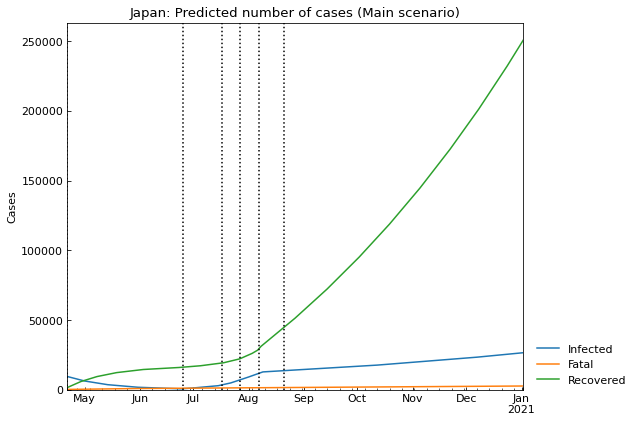 Japan: Predicted number of cases (Main scenario)
250000
200000
150000
100000
50000
0
Cases
May Jun Jul Aug Sep Oct Nov Dec Jan
2021
Infected
Fatal
Recovered